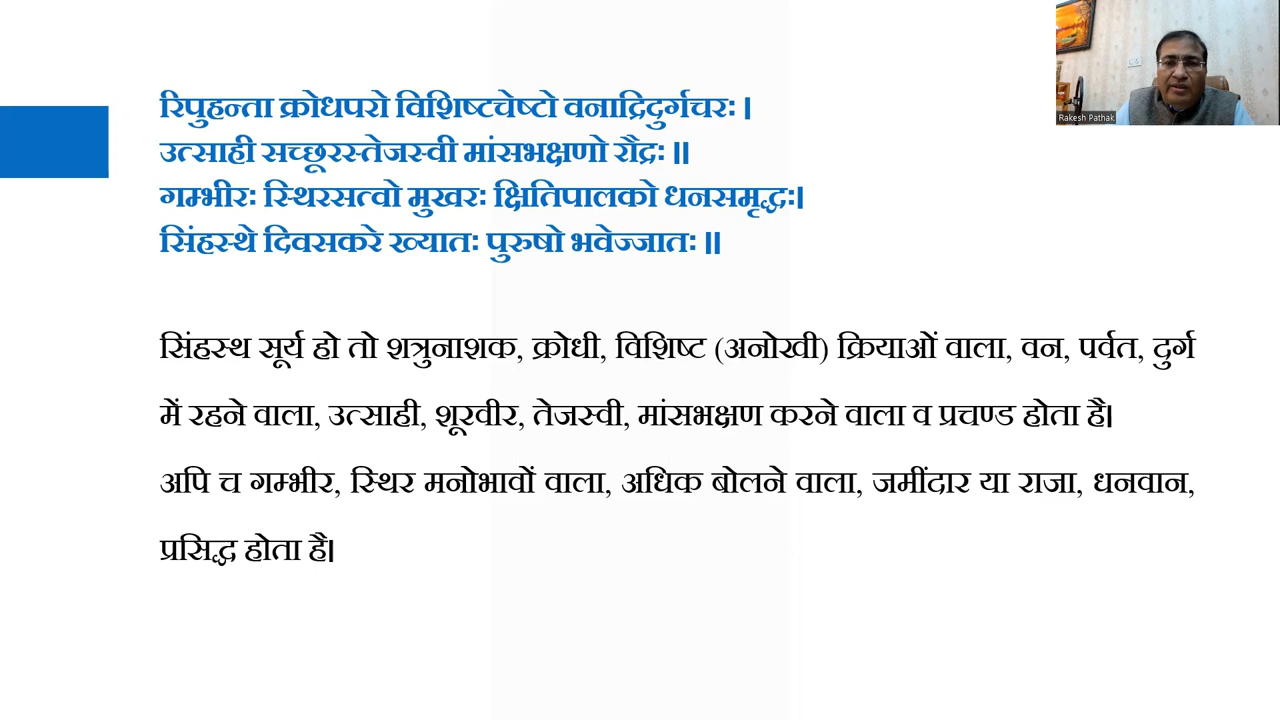 रिपुहन्ता क्रोधपरो विशिष्टचेष्टो वनाद्रिदुर्गचरः ।
उत्साही सच्छूरस्तेजस्वी मांसभक्षणो रौद्रः ॥
गम्भीरः स्थिरसत्वो मुखरः क्षितिपालको धनसमृद्धः।
सिंहस्थे दिवसकरे ख्यातः पुरुषो भवेज्जातः ॥
सिंहस्थ सूर्य हो तो शत्रुनाशक, क्रोधी, विशिष्ट (अनोखी) क्रियाओं वाला, वन, पर्वत, दुर्ग
में रहने वाला, उत्साही, शूरवीर, तेजस्वी, मांसभक्षण करने वाला व प्रचण्ड होता है।
अपि च गम्भीर, स्थिर मनोभावों वाला, अधिक बोलने वाला, जमींदार या राजा, धनवान,
प्रसिद्ध होता है।
Rakesh Pathak